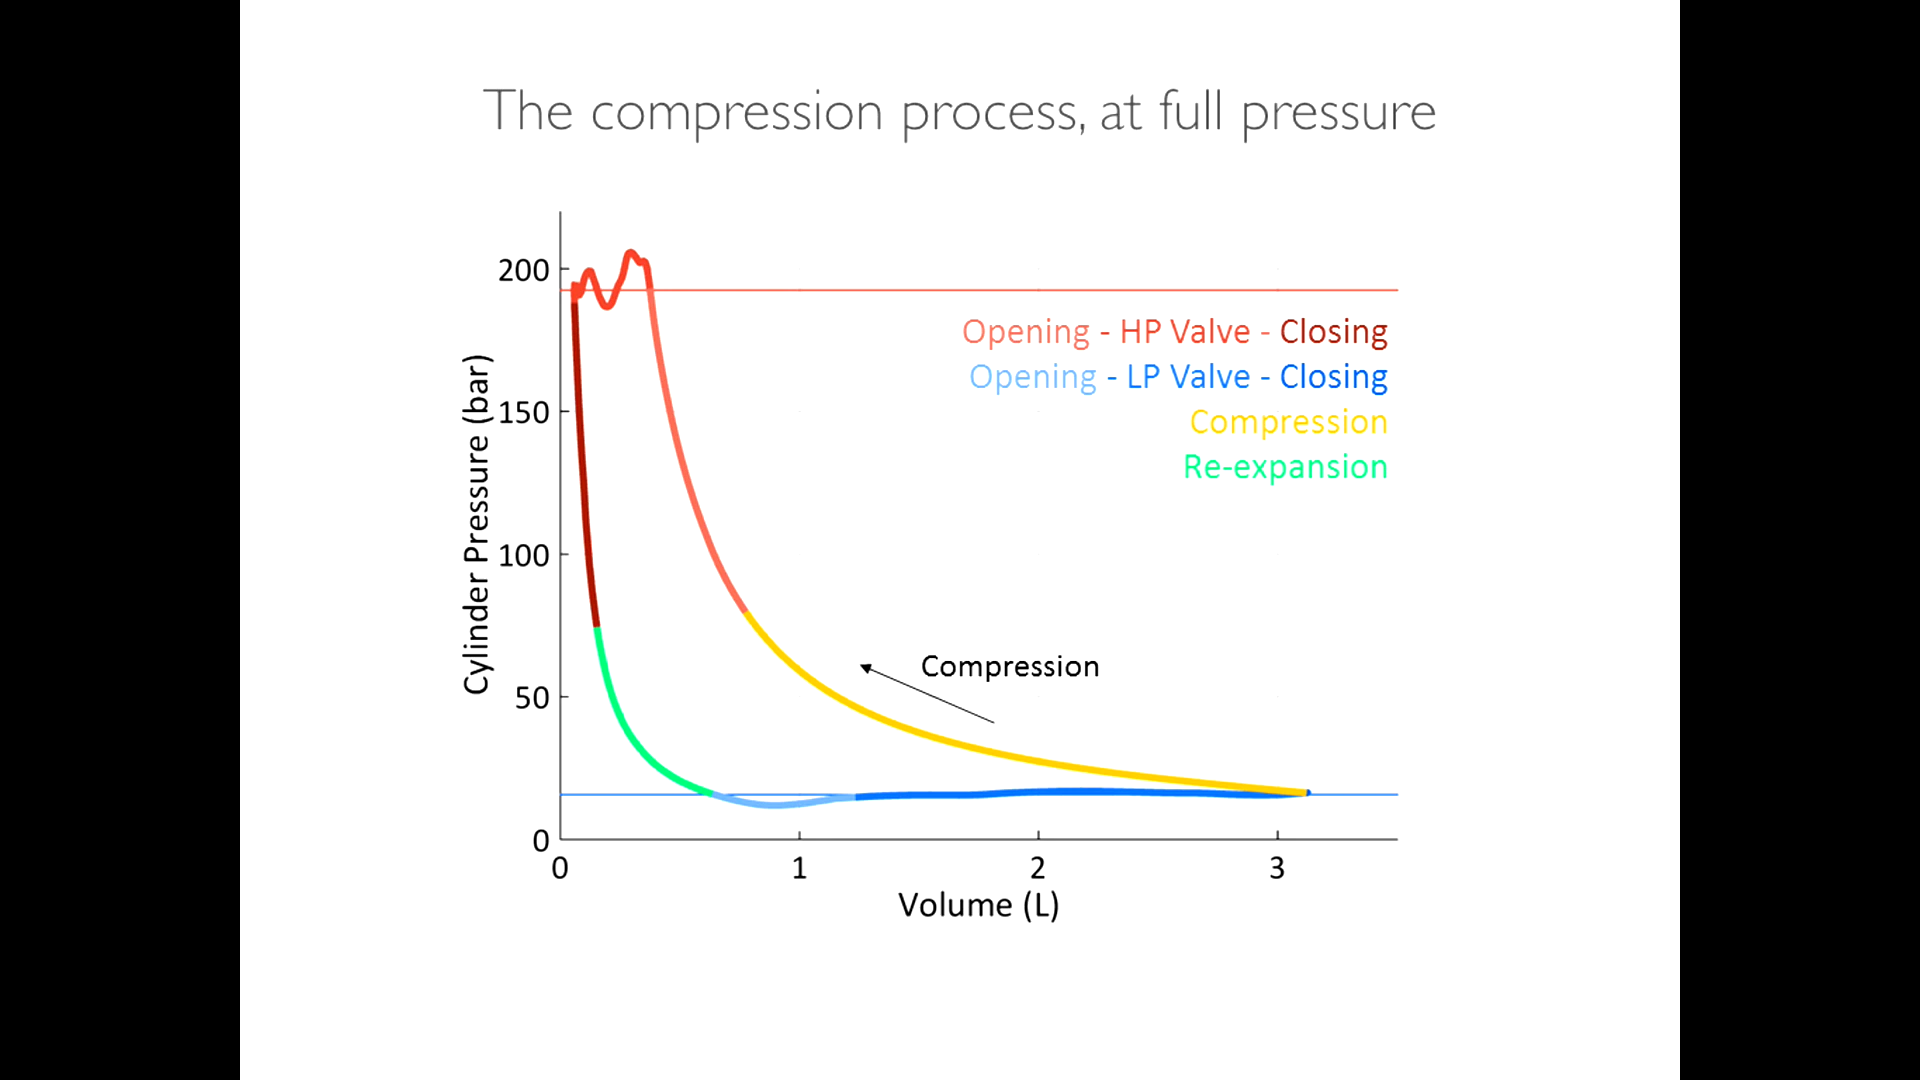 The compression process, at full pressure
Cylinder Pressure (bar)
200
150
100
50
0
Opening - HP Valve - Closing
Opening - LP Valve - Closing
Compression
Re-expansion
Compression
0 1 2 3
Volume (L)